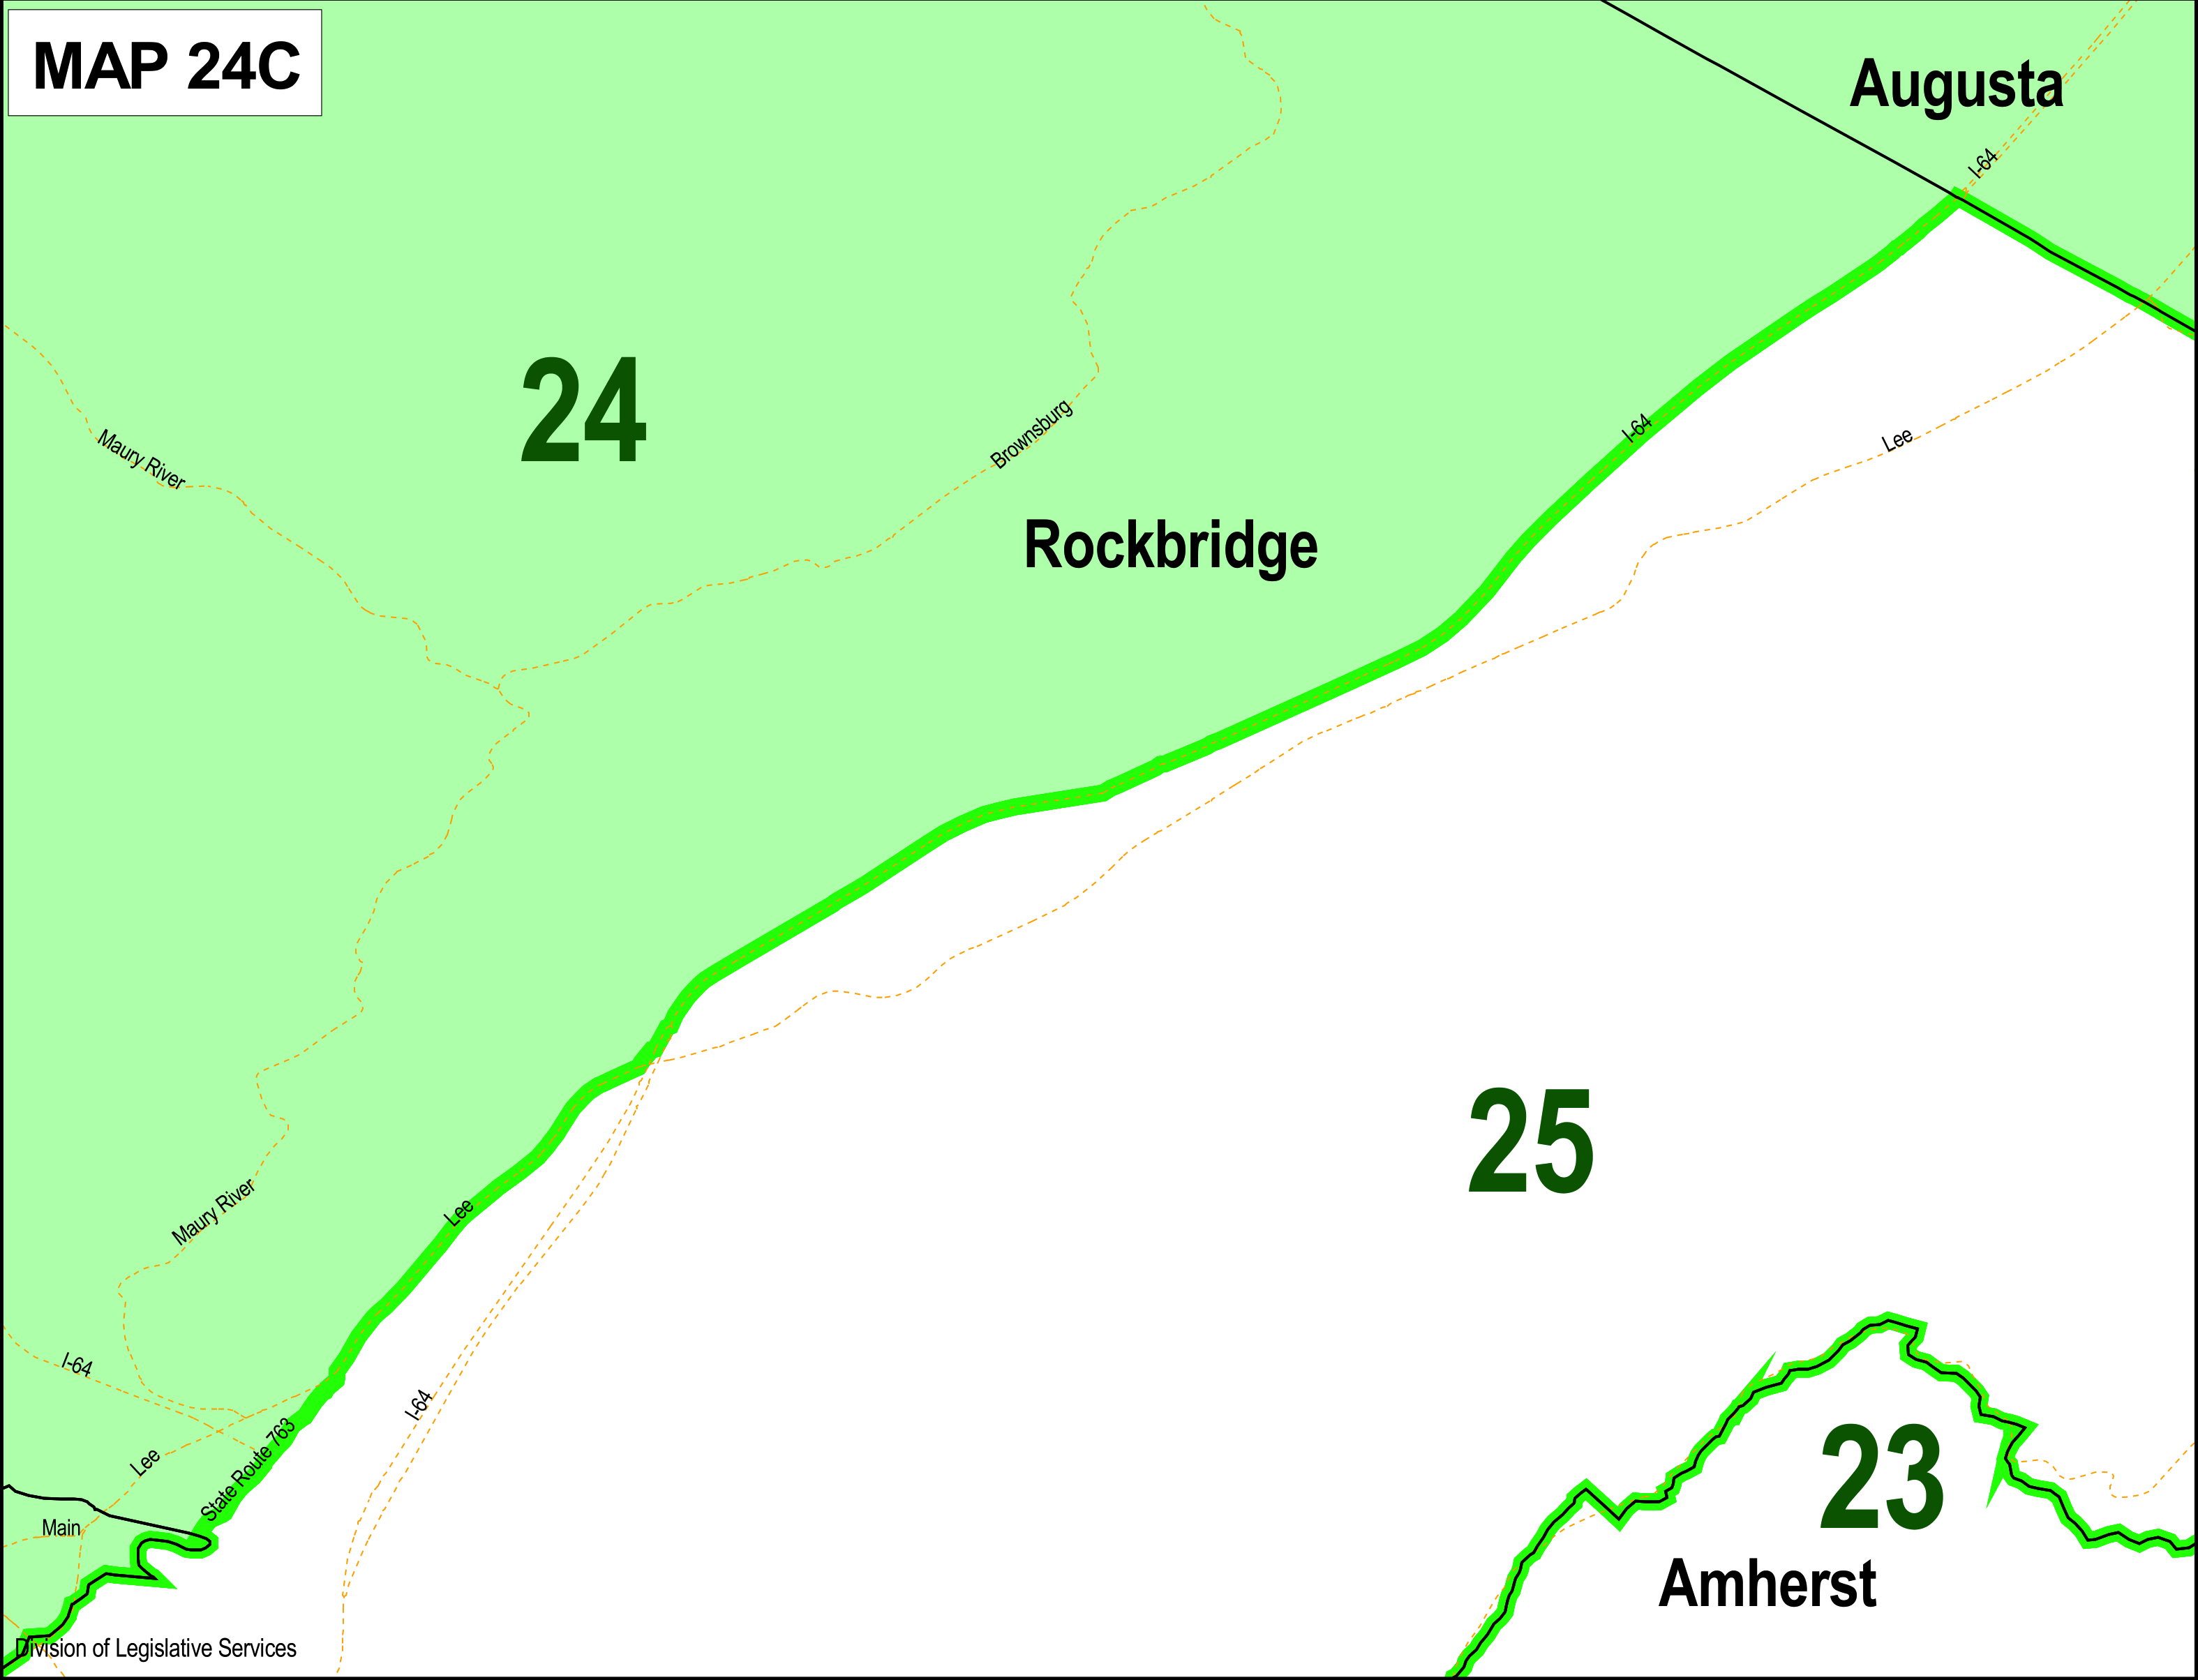 MAP 24C
Augusta
I-64
24
Maury River
Brownsburg
I-64
Lee
Rockbridge
25
Maury River
Lee
I-64
I-64
State Route 763
Lee
23
Main
Amherst
Division of Legislative Services